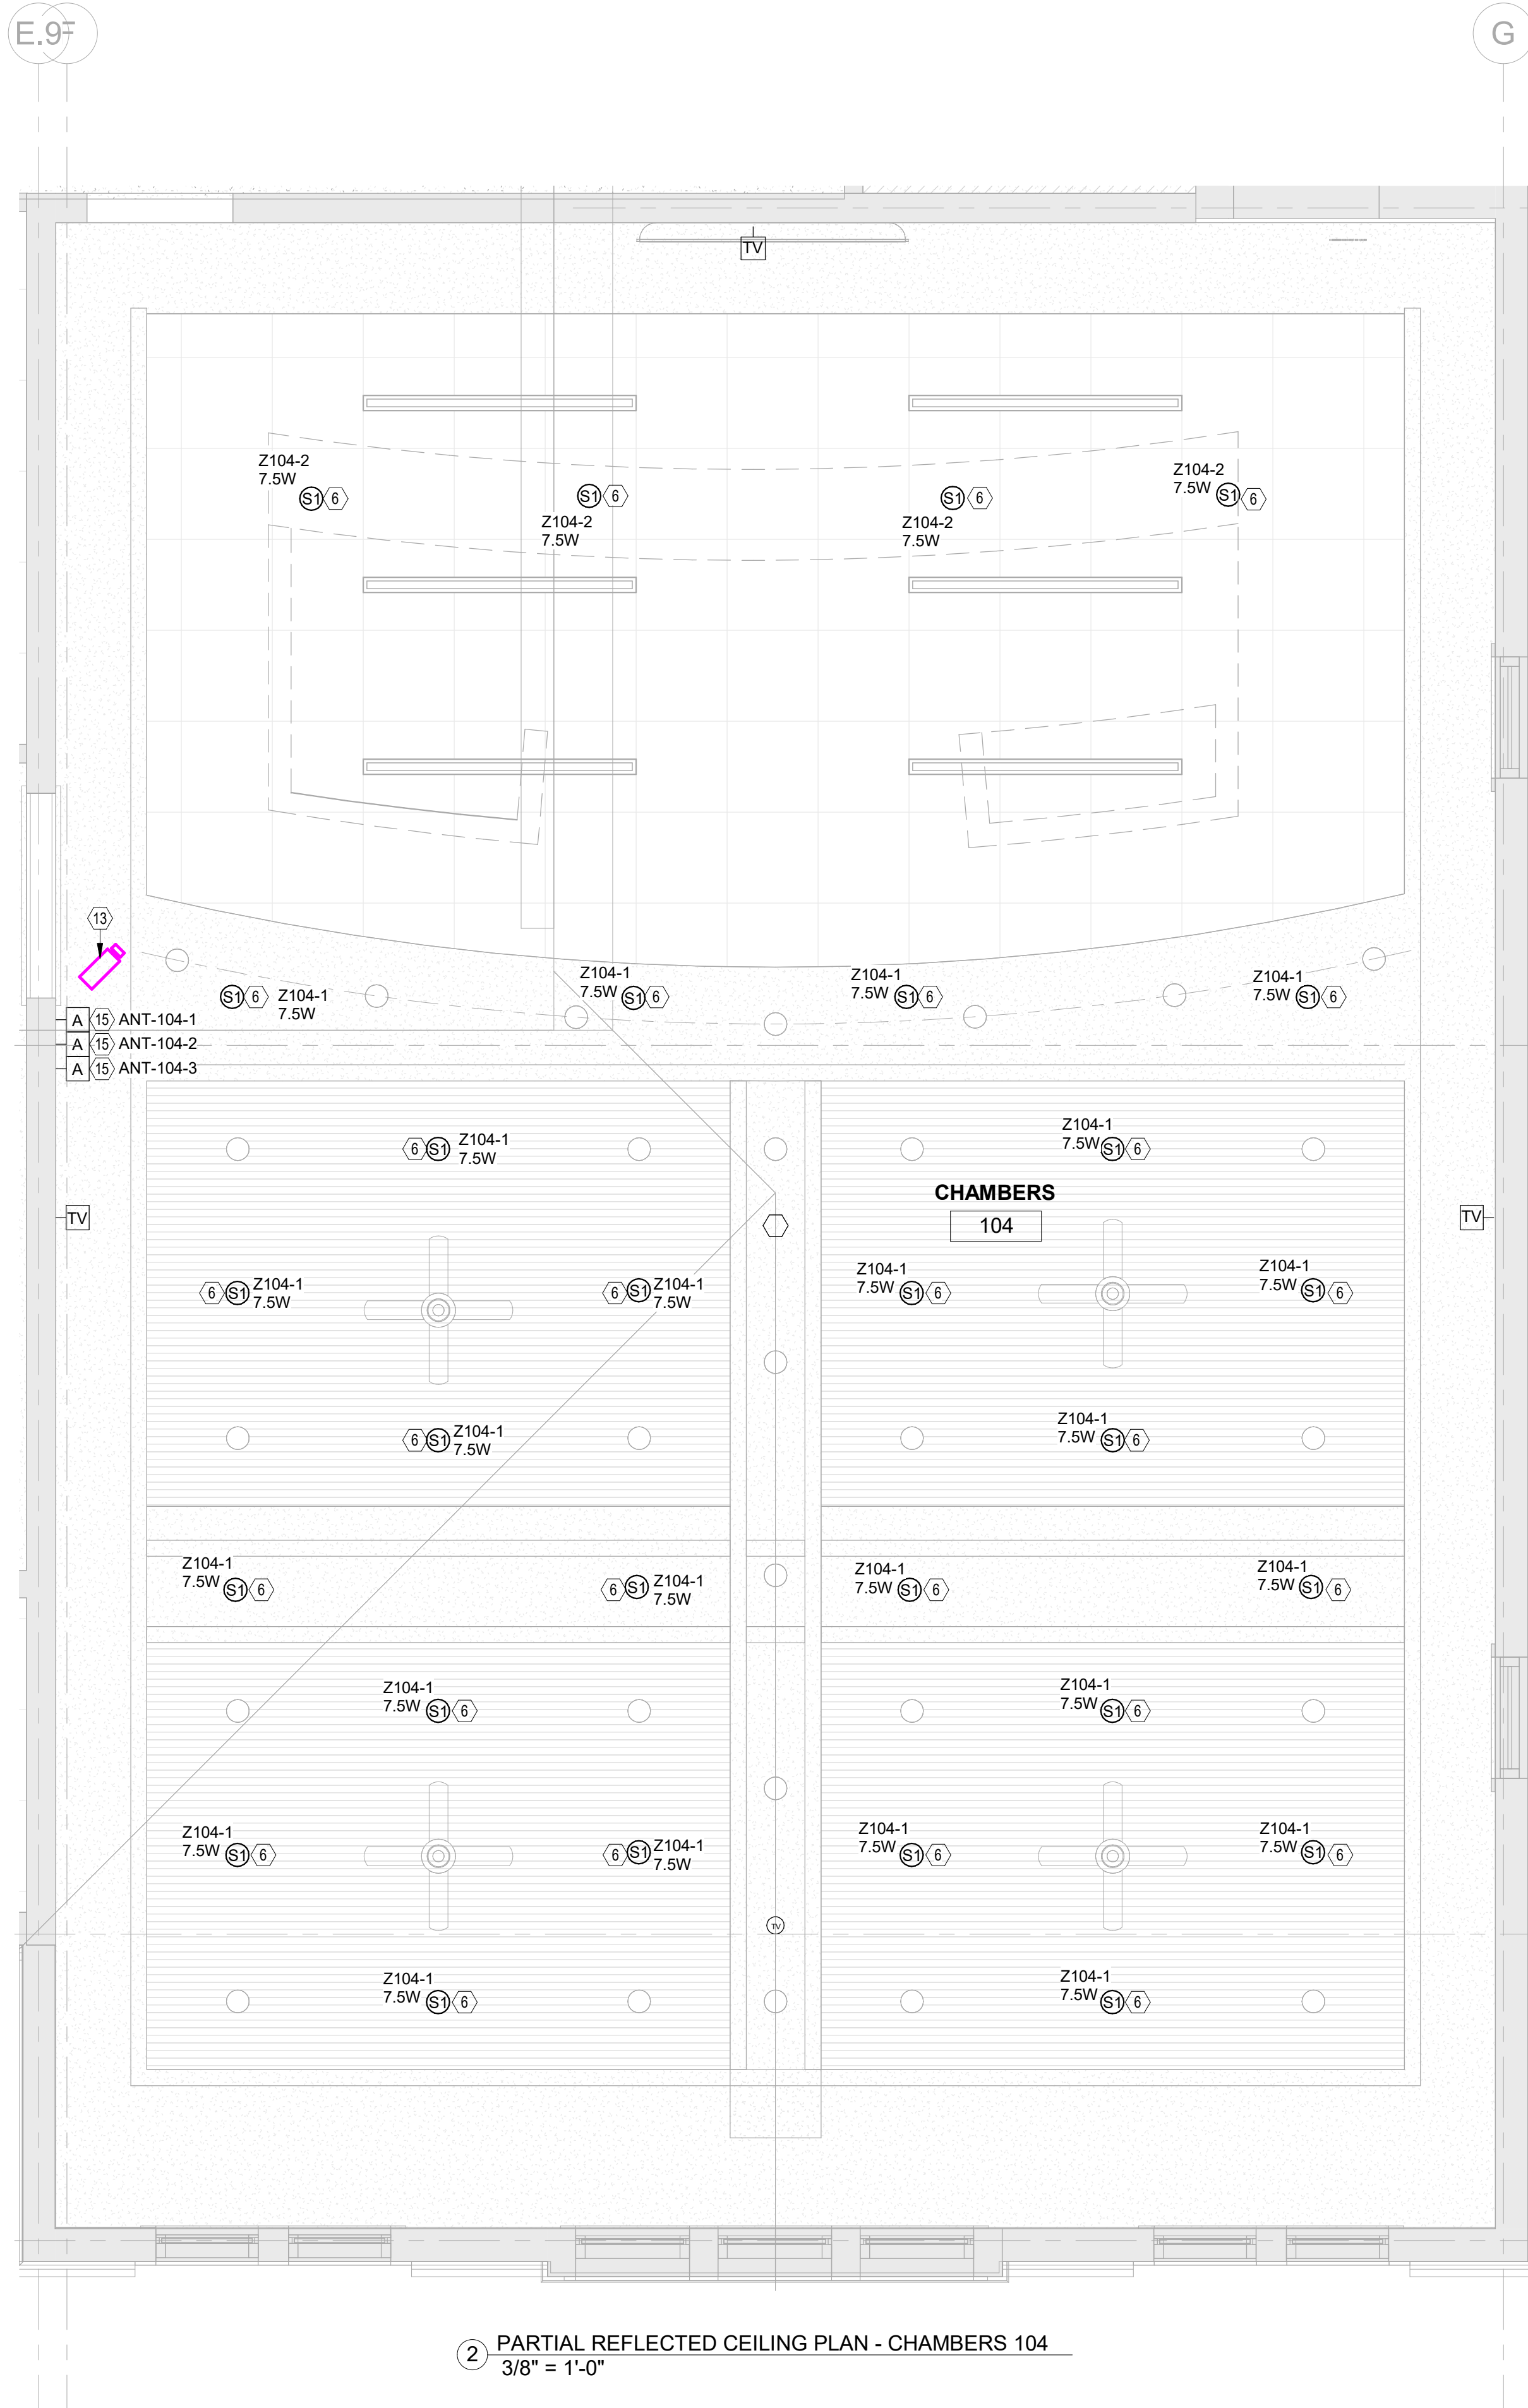 E.9
F
G
TV
Z104-2
7.5W
S1 6
S1 6
Z104-2
7.5W
S1 6
Z104-2
7.5W
Z104-2
7.5W
S1 6
13
S1 6
Z104-1
7.5W
Z104-1
7.5W
S1 6
Z104-1
7.5W
S1 6
Z104-1
7.5W
S1 6
A 15 ANT-104-1
A 15 ANT-104-2
A 15 ANT-104-3
6 S1
Z104-1
7.5W
Z104-1
7.5W
S1 6
CHAMBERS
104
TV
TV
6 S1
Z104-1
7.5W
6 S1
Z104-1
7.5W
Z104-1
7.5W
S1 6
Z104-1
7.5W
S1 6
6 S1
Z104-1
7.5W
Z104-1
7.5W
S1 6
Z104-1
7.5W
S1 6
6 S1
Z104-1
7.5W
Z104-1
7.5W
S1 6
Z104-1
7.5W
S1 6
Z104-1
7.5W
S1 6
Z104-1
7.5W
S1 6
Z104-1
7.5W
S1 6
6 S1
Z104-1
7.5W
Z104-1
7.5W
S1 6
Z104-1
7.5W
S1 6
TV
Z104-1
7.5W
S1 6
Z104-1
7.5W
S1 6
2
PARTIAL REFLECTED CEILING PLAN - CHAMBERS 104
3/8" = 1'-0"